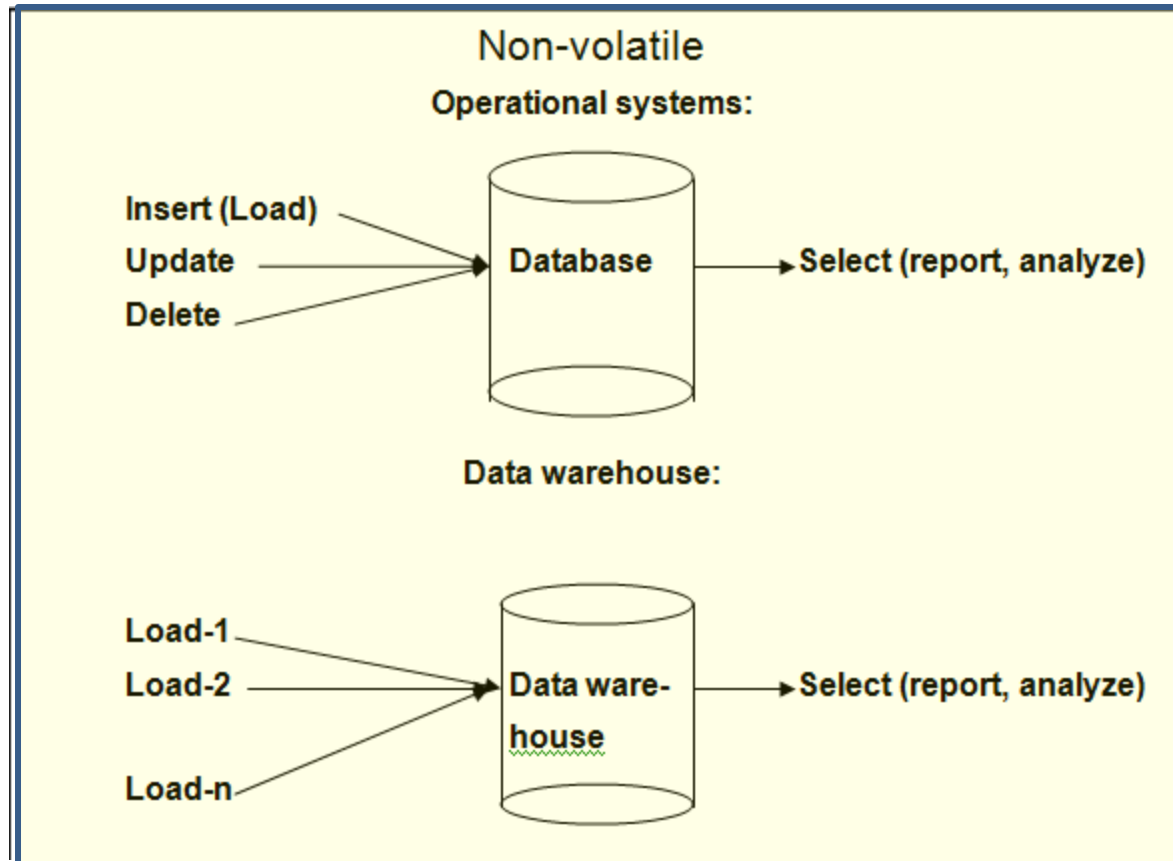 Non-volatile
Operational systems:
Insert (Load)
Update
Delete
Database
Select (report, analyze)
Data warehouse:
Load-1
Load-2
Load-n
Data ware-
house
Select (report, analyze)